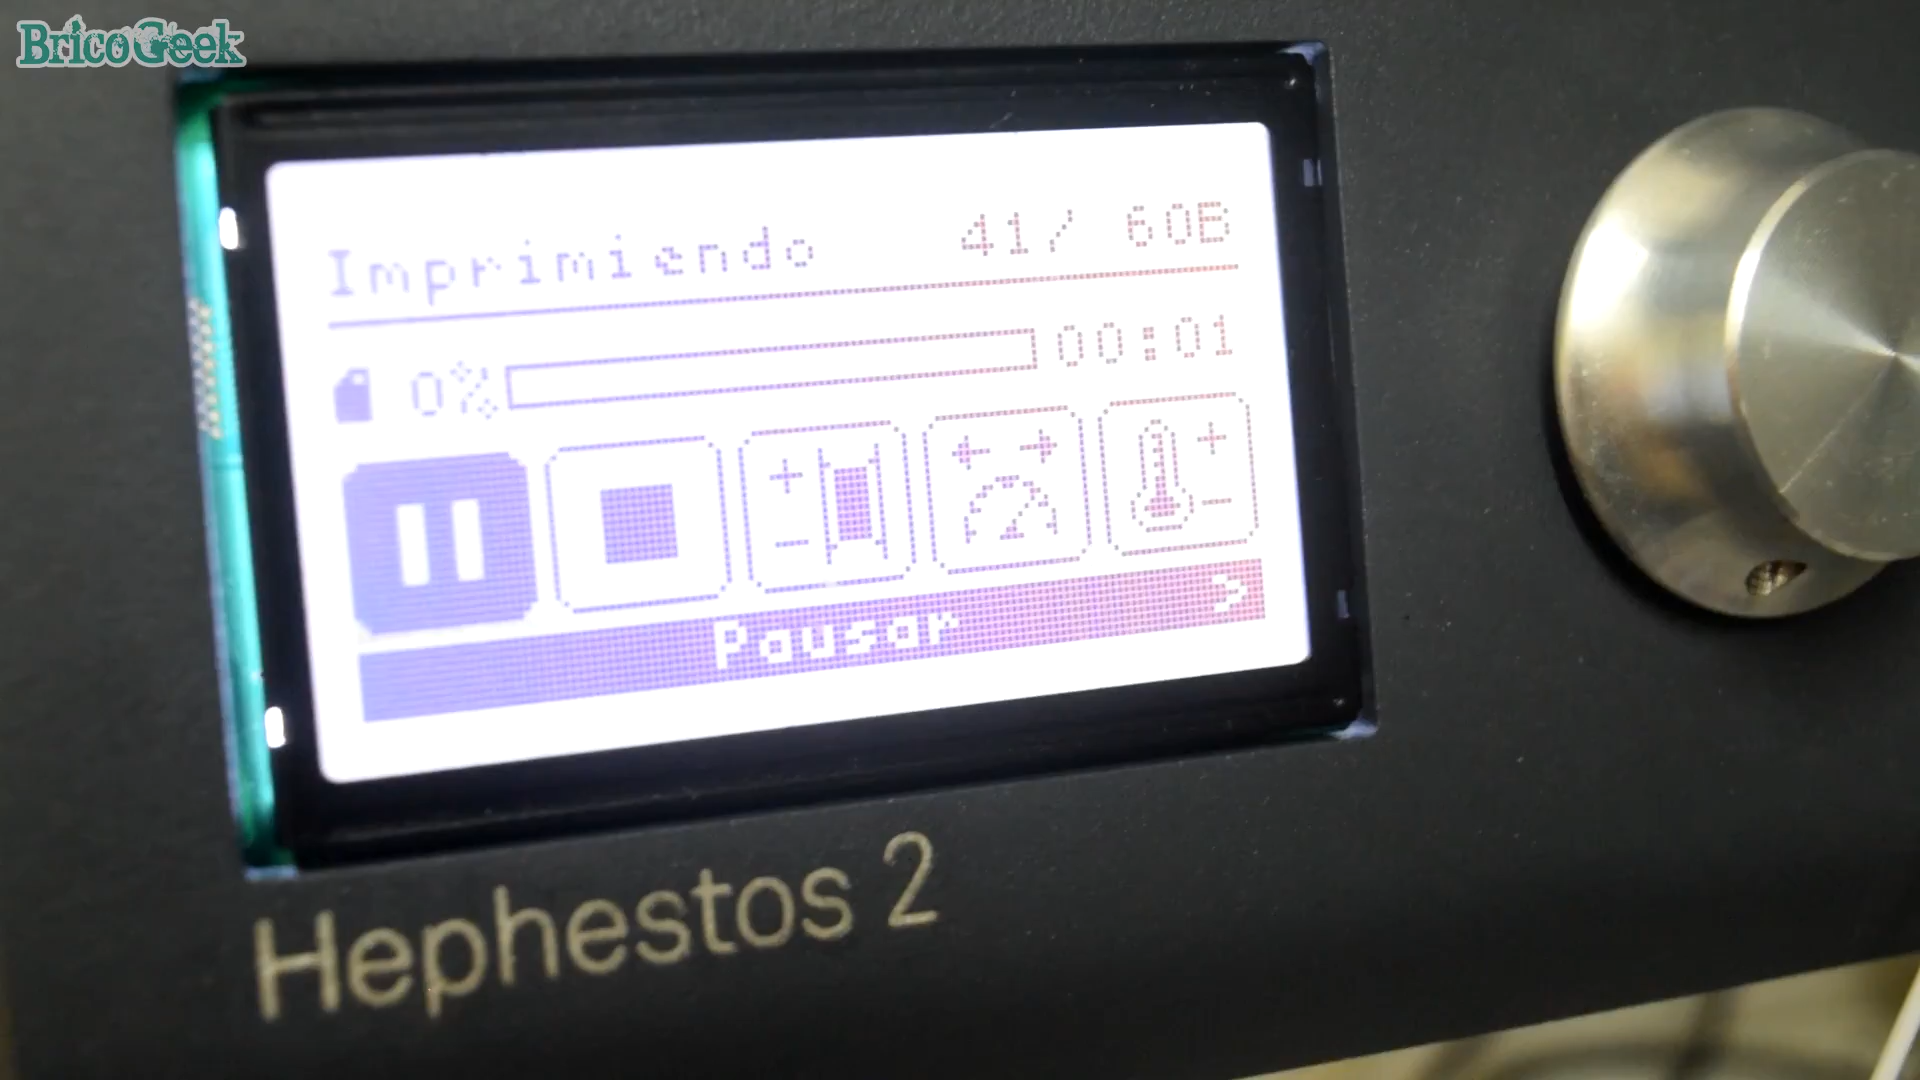 BricoGeek
Imprimiendo 41/ 60B
0% 00:01
Pausar >
Hephestos 2